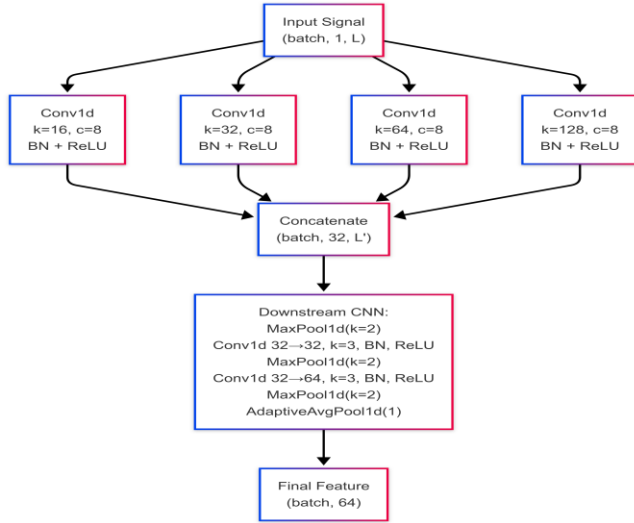 Input Signal
(batch, 1, L)
Conv1d
k=16, c=8
BN + ReLU
Conv1d
k=32, c=8
BN + ReLU
Conv1d
k=64, c=8
BN + ReLU
Conv1d
k=128, c=8
BN + ReLU
Concatenate
(batch, 32, L')
Downstream CNN:
MaxPool1d(k=2)
Conv1d 32→32, k=3, BN, ReLU
MaxPool1d(k=2)
Conv1d 32→64, k=3, BN, ReLU
MaxPool1d(k=2)
AdaptiveAvgPool1d(1)
Final Feature
(batch, 64)